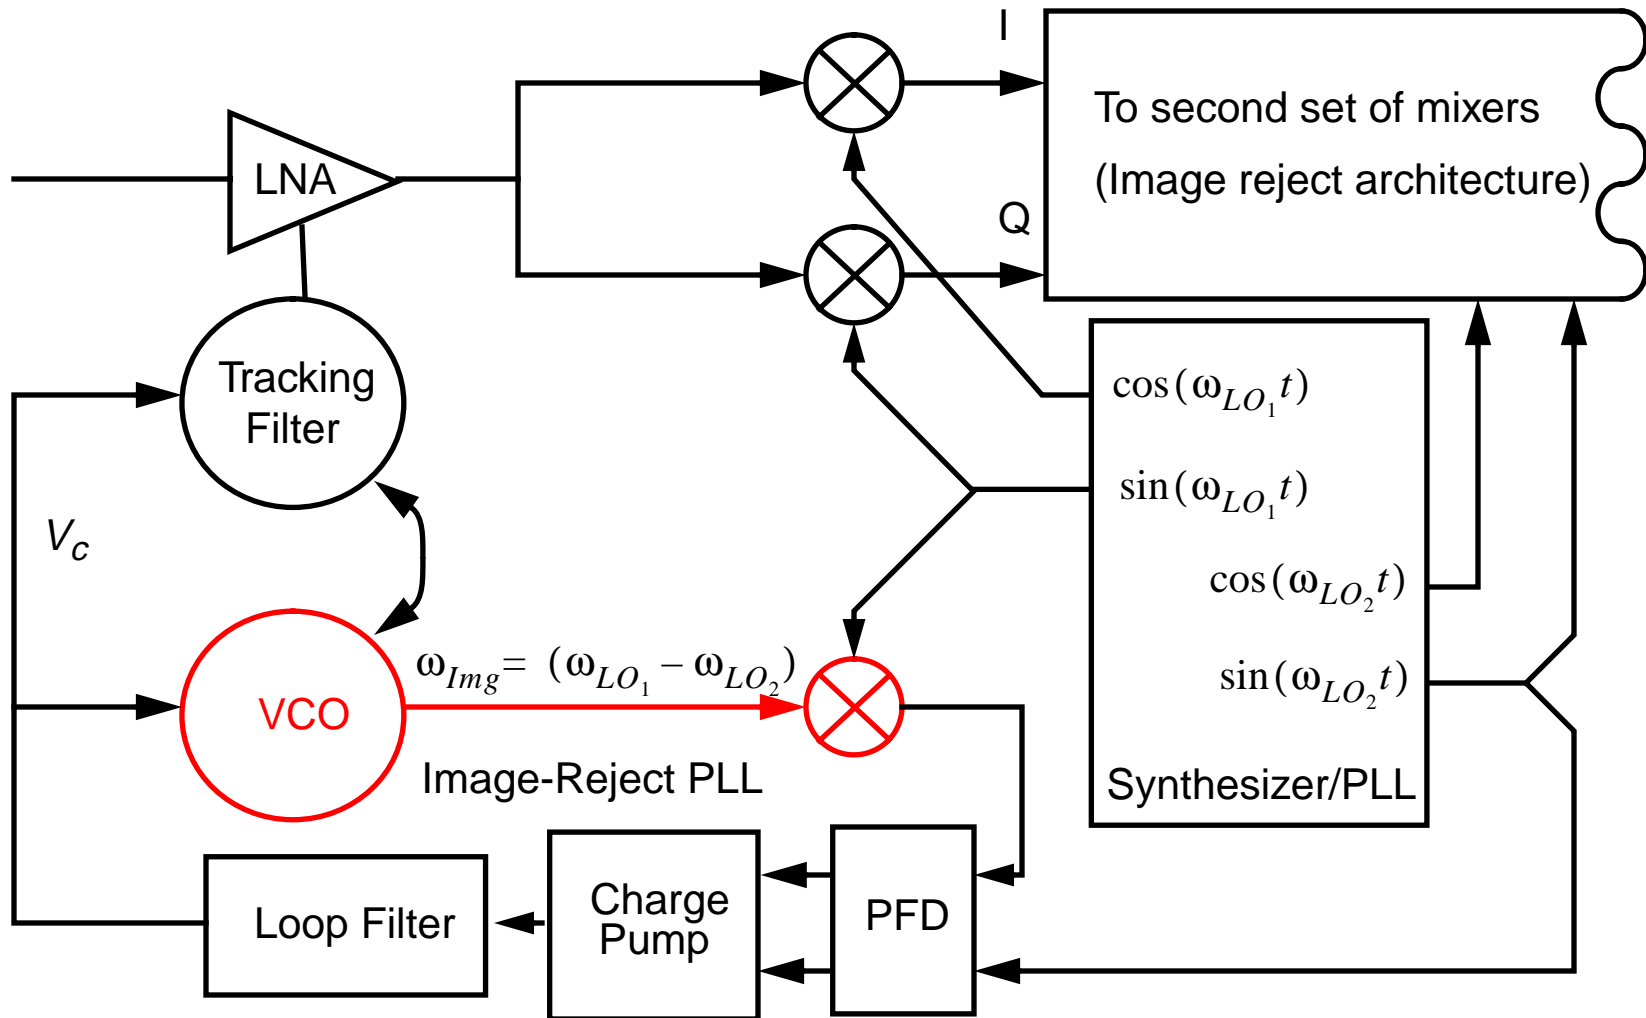 I
To second set of mixers
(Image reject architecture)
LNA
Q
Tracking
Filter
cos(ω_{LO_1}t)
sin(ω_{LO_1}t)
V_c
cos(ω_{LO_2}t)
ω_{Img} = (ω_{LO_1} – ω_{LO_2})
sin(ω_{LO_2}t)
VCO
Image-Reject PLL
Synthesizer/PLL
Loop Filter
Charge
Pump
PFD